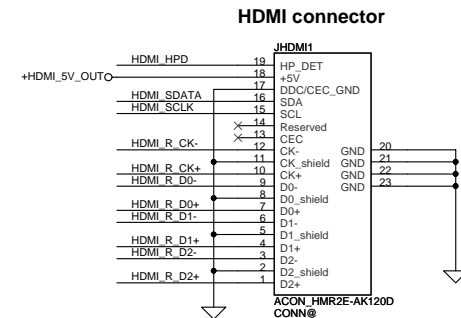 HDMI connector
JHDMI1
HDMI_HPD 19 HP_DET
+HDMI_5V_OUT 18 +5V
17 DDC/CEC_GND
HDMI_SDATA 16 SDA
HDMI_SCLK 15 SCL
14 Reserved
13 CEC
HDMI_R_CK- 12 CK- GND 20
11 CK_shield GND 21
HDMI_R_CK+ 10 CK+ GND 22
HDMI_R_D0- 9 D0- GND 23
8 D0_shield
HDMI_R_D0+ 7 D0+
HDMI_R_D1- 6 D1-
5 D1_shield
HDMI_R_D1+ 4 D1+
HDMI_R_D2- 3 D2-
2 D2_shield
HDMI_R_D2+ 1 D2+
ACON_HMR2E-AK120D
CONN@